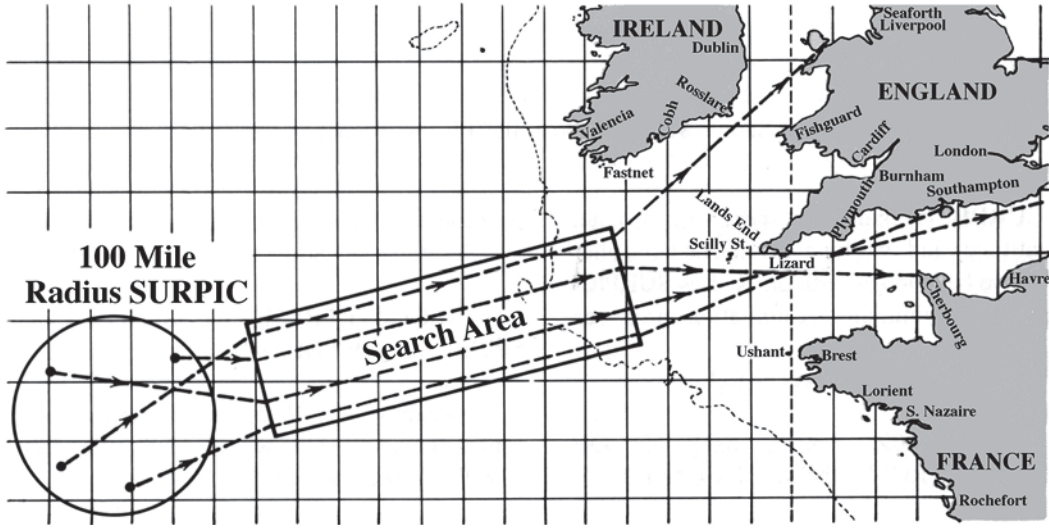 IRELAND
Dublin
Rosslare
Cobh
Valencia
Fastnet
Seaforth
Liverpool
ENGLAND
Fishguard
Cardiff
London
Burnham
Southampton
Plymouth
Lands End
Scilly St.
Lizard
Havre
Cherbourg
100 Mile
Radius SURPIC
Search Area
Ushant
Brest
Lorient
S. Nazaire
FRANCE
Rochefort